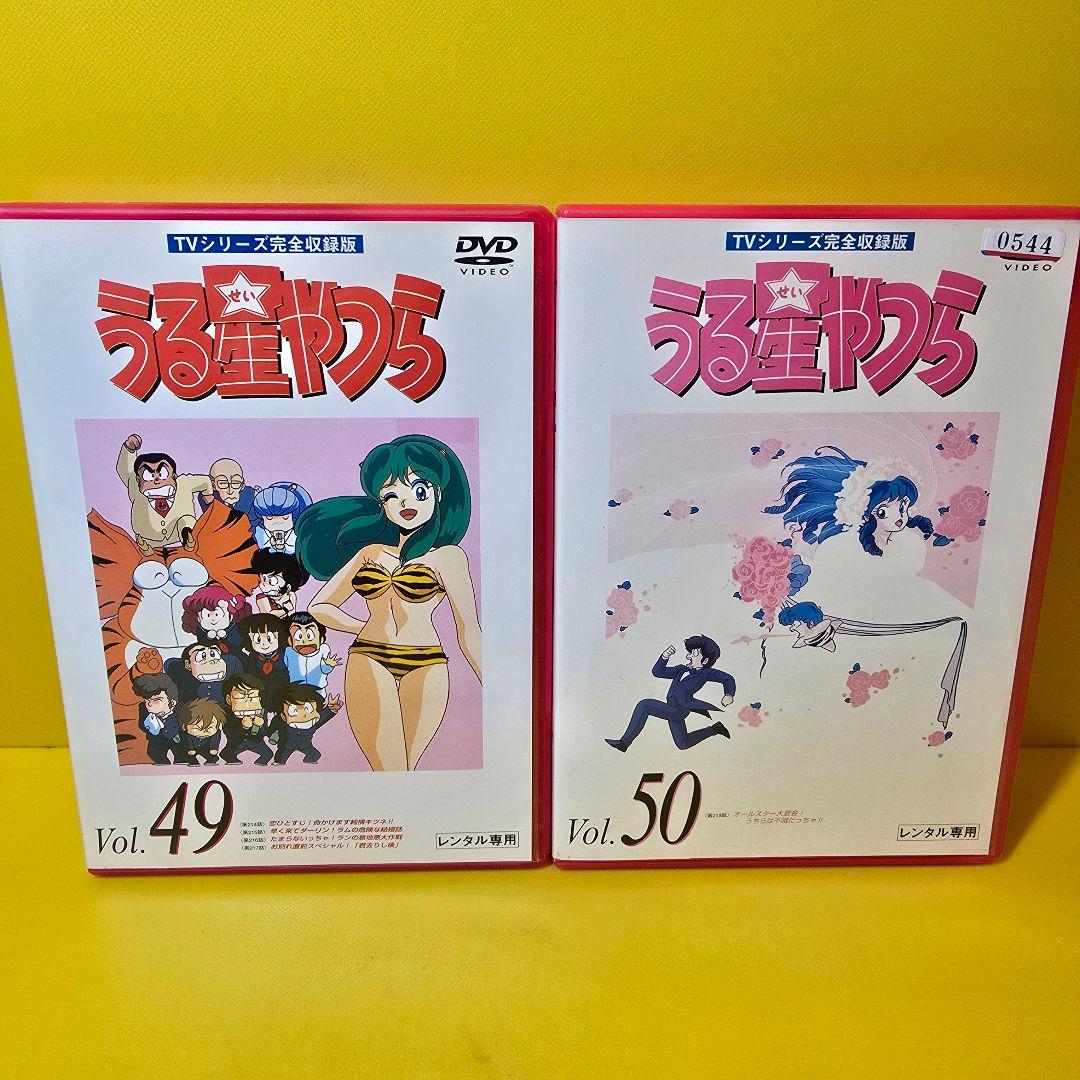 TVシリーズ完全収録版
DVD
VIDEO
うる星やつら
せい
Vol. 49
(第214話) 恋ひとすじ!命かけます純情キツネ!!
(第215話) 早く来てダーリン!ラムの危険な結婚話
(第216話) たまらないっちゃ!ランの意地悪大作戦
(第217話) お別れ直前スペシャル!「君去りし後」
レンタル専用
TVシリーズ完全収録版
0544
VIDEO
うる星やつら
せい
Vol. 50
(第218話) オールスター大宴会!
うちらは不滅だっちゃ!!
レンタル専用